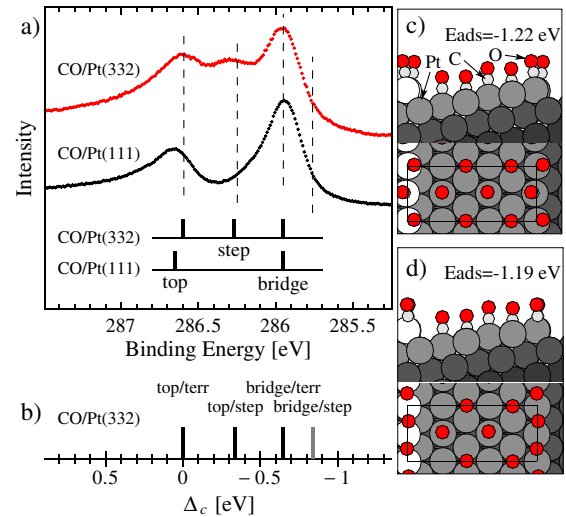 a)
CO/Pt(332)
CO/Pt(111)
Intensity
CO/Pt(332)
step
CO/Pt(111)
top
bridge
287
286.5
286
285.5
Binding Energy [eV]
b)
top/terr
bridge/terr
CO/Pt(332)
top/step
bridge/step
0.5
0
−0.5
−1
Δc [eV]
c)
Eads=-1.22 eV
Pt
C
O
d)
Eads=-1.19 eV